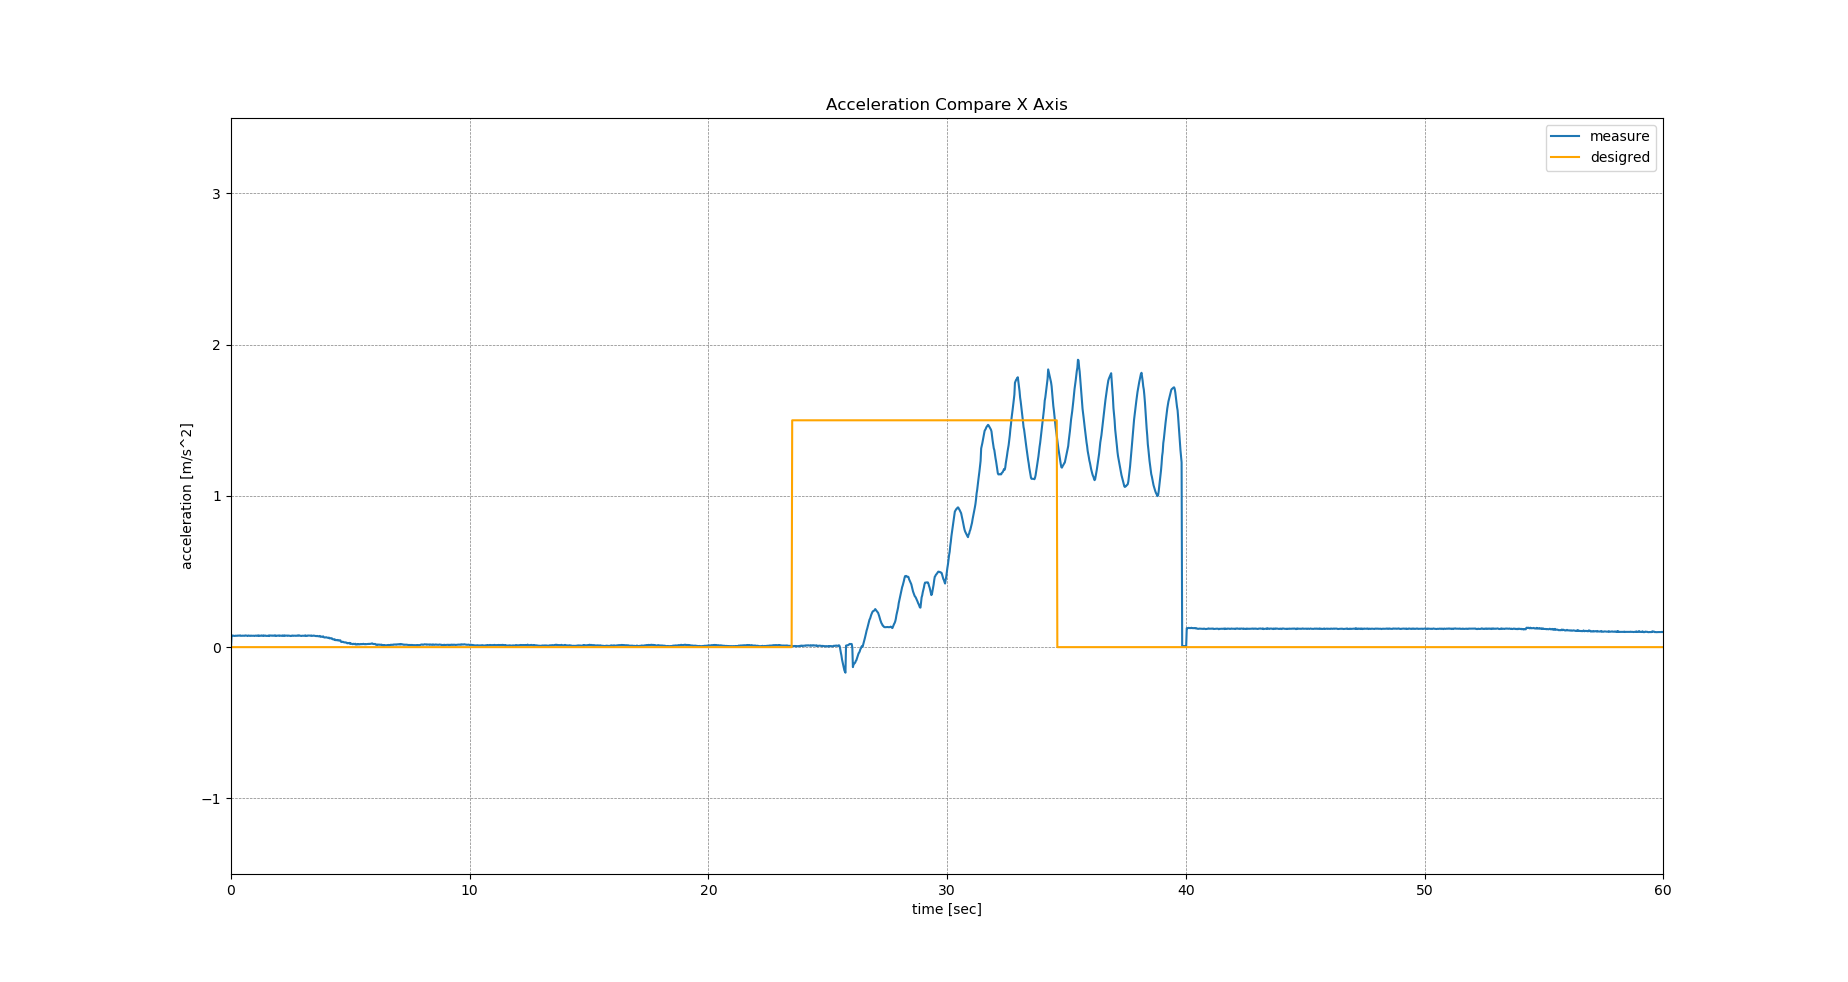 Acceleration Compare X Axis
measure
desigred
3
2
1
0
−1
acceleration [m/s^2]
0 10 20 30 40 50 60
time [sec]